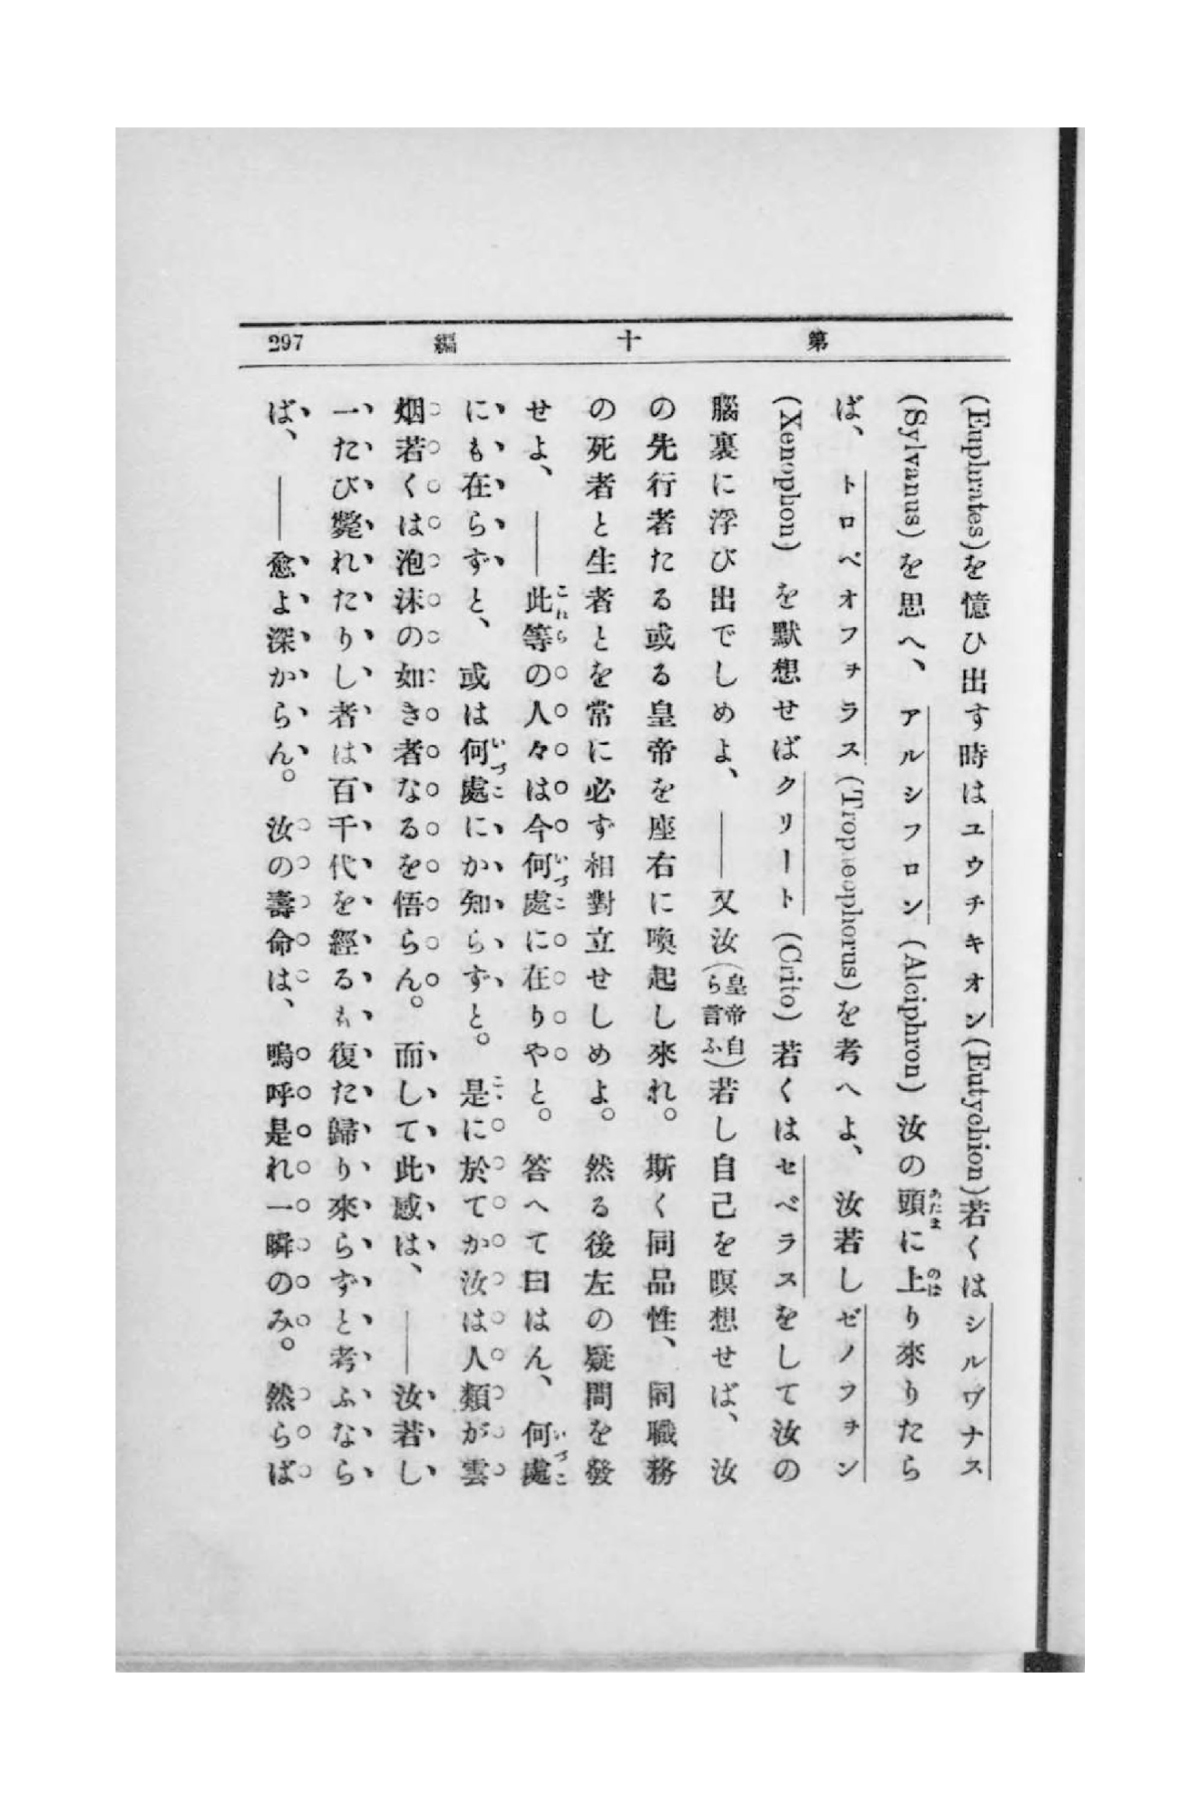 第十編 297
(Euphrates)を憶ひ出す時はユウチキオン(Eutychion)若くはシルヴナス
(Sylvanus)を思へ、アルシフロン(Alciphron)汝の頭に上り來りたら
ば、トロペオフヲラス(Tropæophorus)を考へよ、汝若しゼノフヲン
(Xenophon)を默想せばクリート(Crito)若くはセベラスをして汝の
腦裏に浮び出でしめよ、――又汝(皇帝自ら言ふ)若し自己を瞑想せば、汝
の先行者たる或る皇帝を座右に喚起し來れ。斯く同品性、同職務
の死者と生者とを常に必ず相對立せしめよ。然る後左の疑問を發
せよ、――此等の人々は今何處に在りやと。答へて曰はん、何處
にも在らずと、或は何處にか知らずと。是に於てか汝は人類が雲
烟若くは泡沫の如き者なるを悟らん。而して此感は、――汝若し
一たび斃れたりし者は百千代を經るも復た歸り來らずと考ふなら
ば、――愈よ深からん。汝の壽命は、嗚呼是れ一瞬のみ。然らば